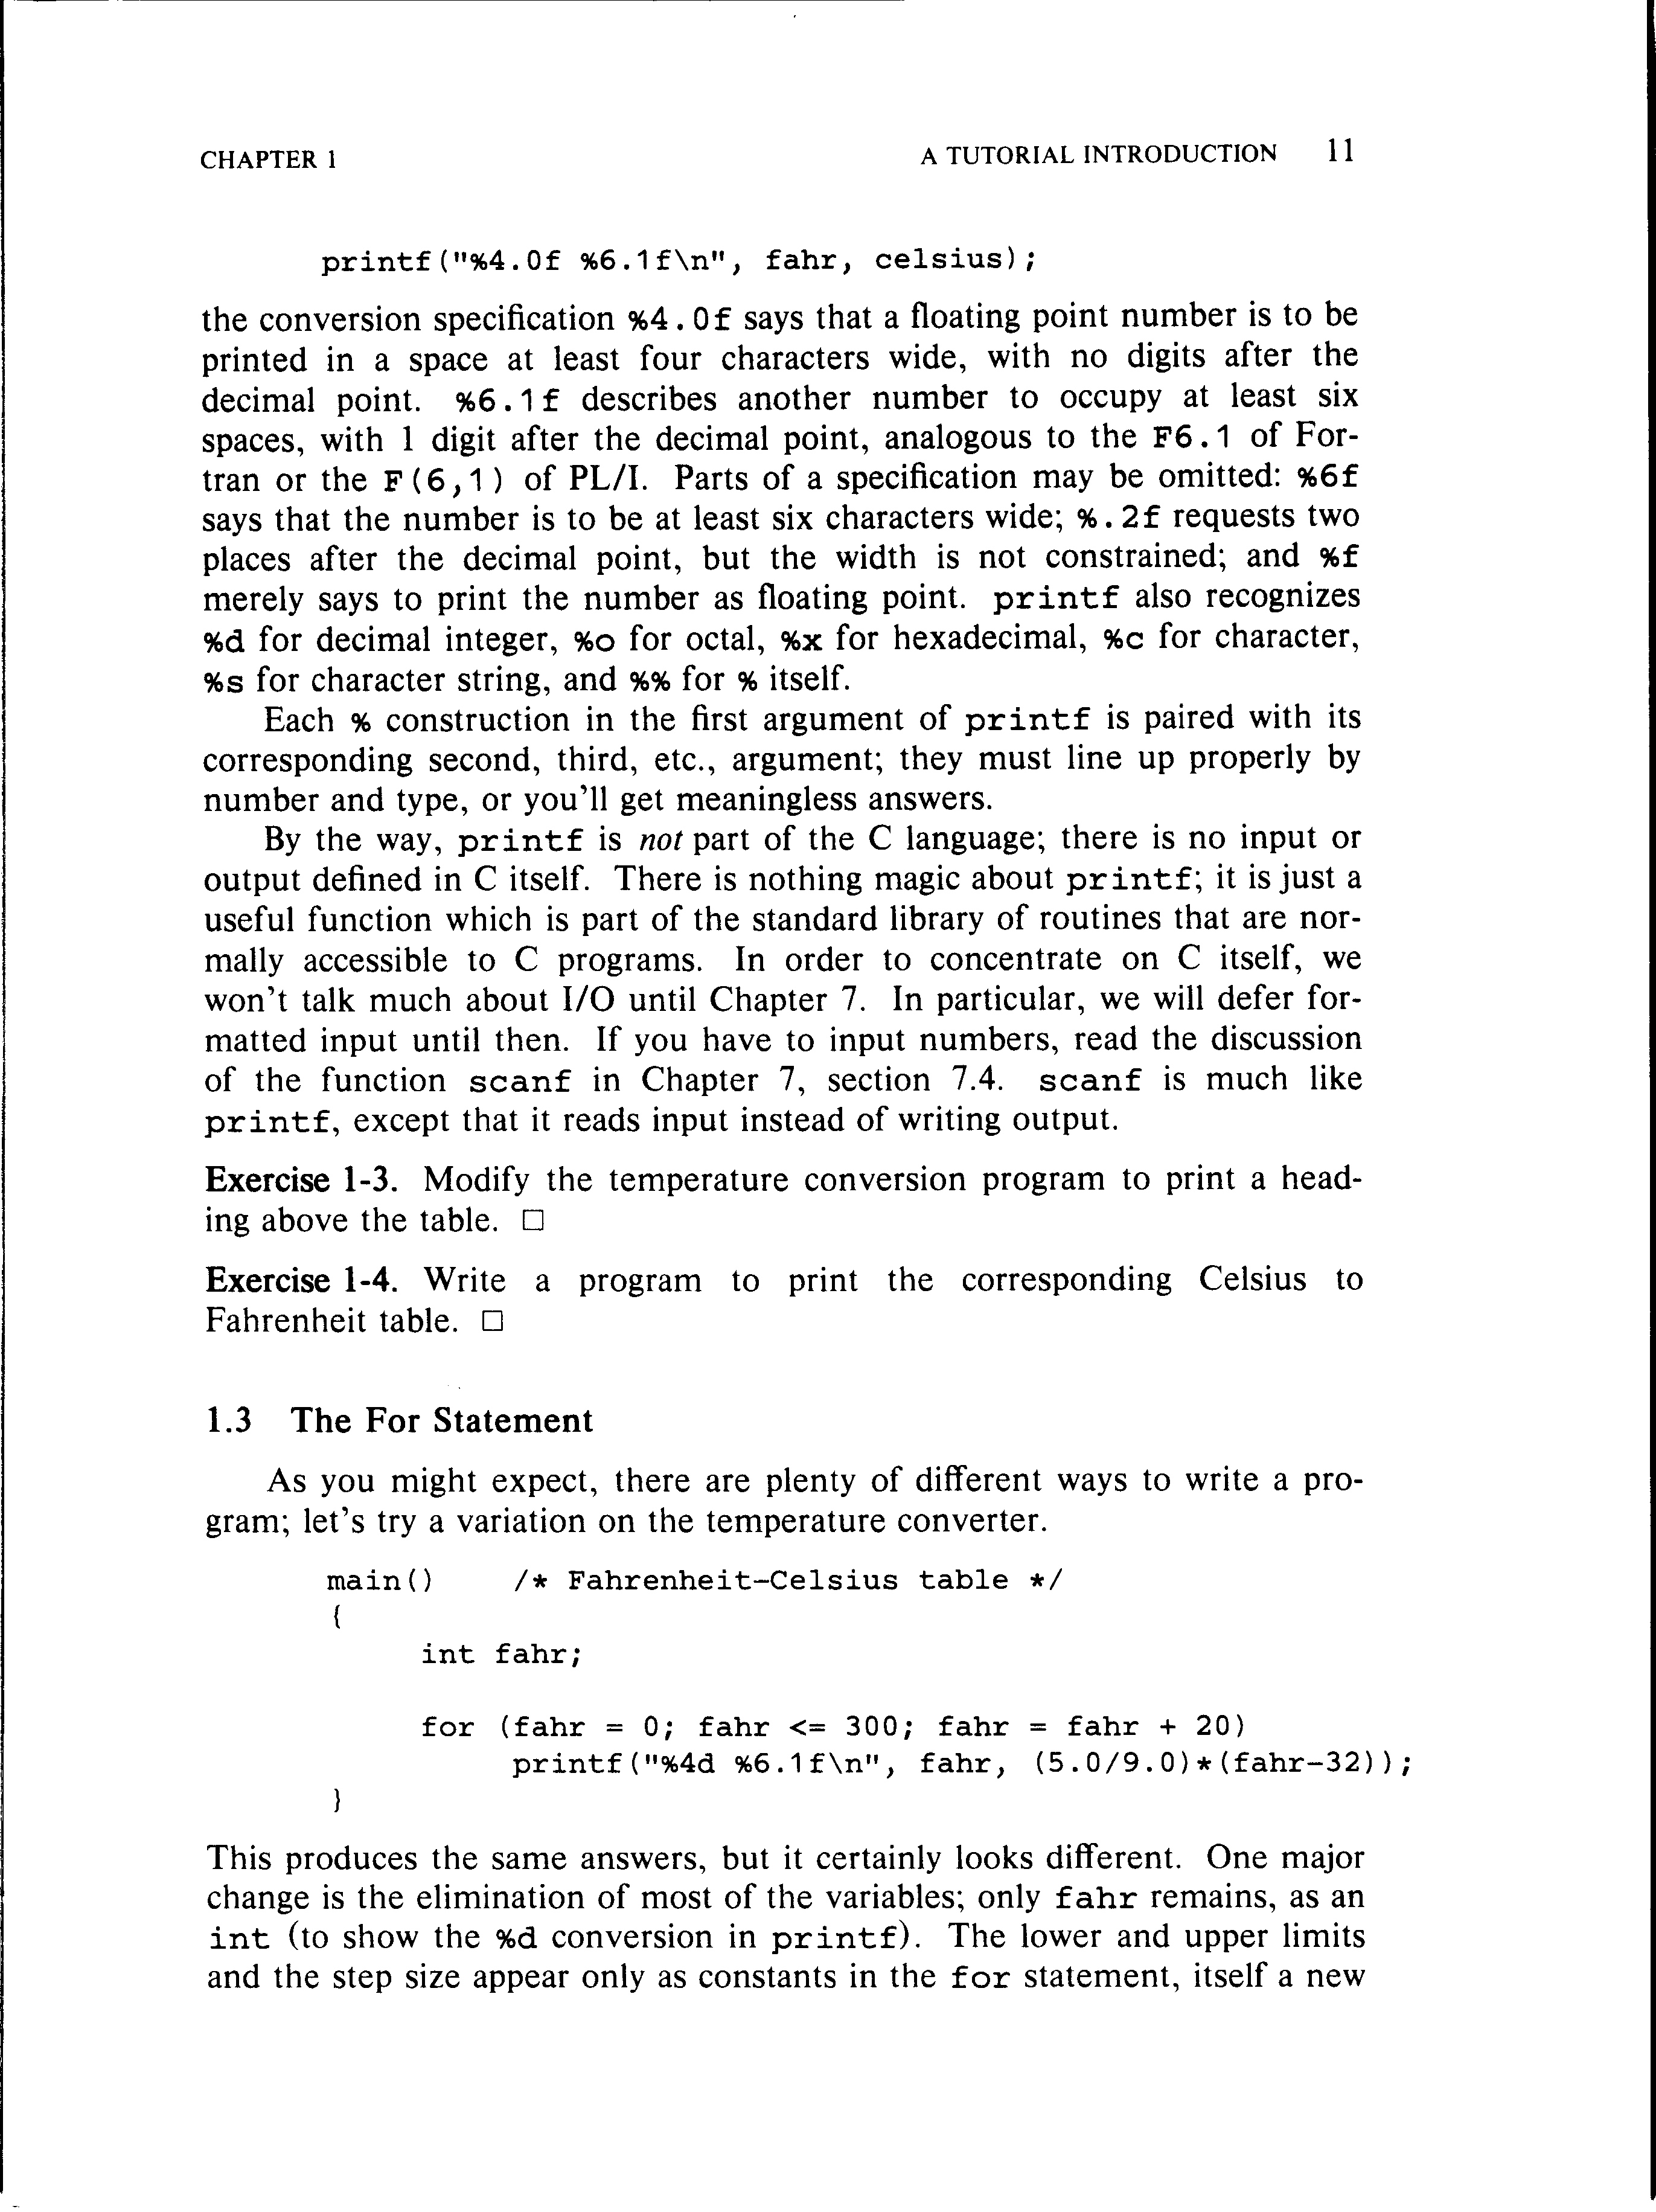 CHAPTER 1 A TUTORIAL INTRODUCTION 11
printf("%4.0f %6.1f\n", fahr, celsius);
the conversion specification %4.0f says that a floating point number is to be
printed in a space at least four characters wide, with no digits after the
decimal point. %6.1f describes another number to occupy at least six
spaces, with 1 digit after the decimal point, analogous to the F6.1 of For-
tran or the F(6,1) of PL/I. Parts of a specification may be omitted: %6f
says that the number is to be at least six characters wide; %.2f requests two
places after the decimal point, but the width is not constrained; and %f
merely says to print the number as floating point. printf also recognizes
%d for decimal integer, %o for octal, %x for hexadecimal, %c for character,
%s for character string, and %% for % itself.
Each % construction in the first argument of printf is paired with its
corresponding second, third, etc., argument; they must line up properly by
number and type, or you'll get meaningless answers.
By the way, printf is not part of the C language; there is no input or
output defined in C itself. There is nothing magic about printf; it is just a
useful function which is part of the standard library of routines that are nor-
mally accessible to C programs. In order to concentrate on C itself, we
won't talk much about I/O until Chapter 7. In particular, we will defer for-
matted input until then. If you have to input numbers, read the discussion
of the function scanf in Chapter 7, section 7.4. scanf is much like
printf, except that it reads input instead of writing output.
Exercise 1-3. Modify the temperature conversion program to print a head-
ing above the table. □
Exercise 1-4. Write a program to print the corresponding Celsius to
Fahrenheit table. □
1.3 The For Statement
As you might expect, there are plenty of different ways to write a pro-
gram; let's try a variation on the temperature converter.
main() /* Fahrenheit-Celsius table */
{
int fahr;
for (fahr = 0; fahr <= 300; fahr = fahr + 20)
printf("%4d %6.1f\n", fahr, (5.0/9.0)*(fahr-32));
}
This produces the same answers, but it certainly looks different. One major
change is the elimination of most of the variables; only fahr remains, as an
int (to show the %d conversion in printf). The lower and upper limits
and the step size appear only as constants in the for statement, itself a new